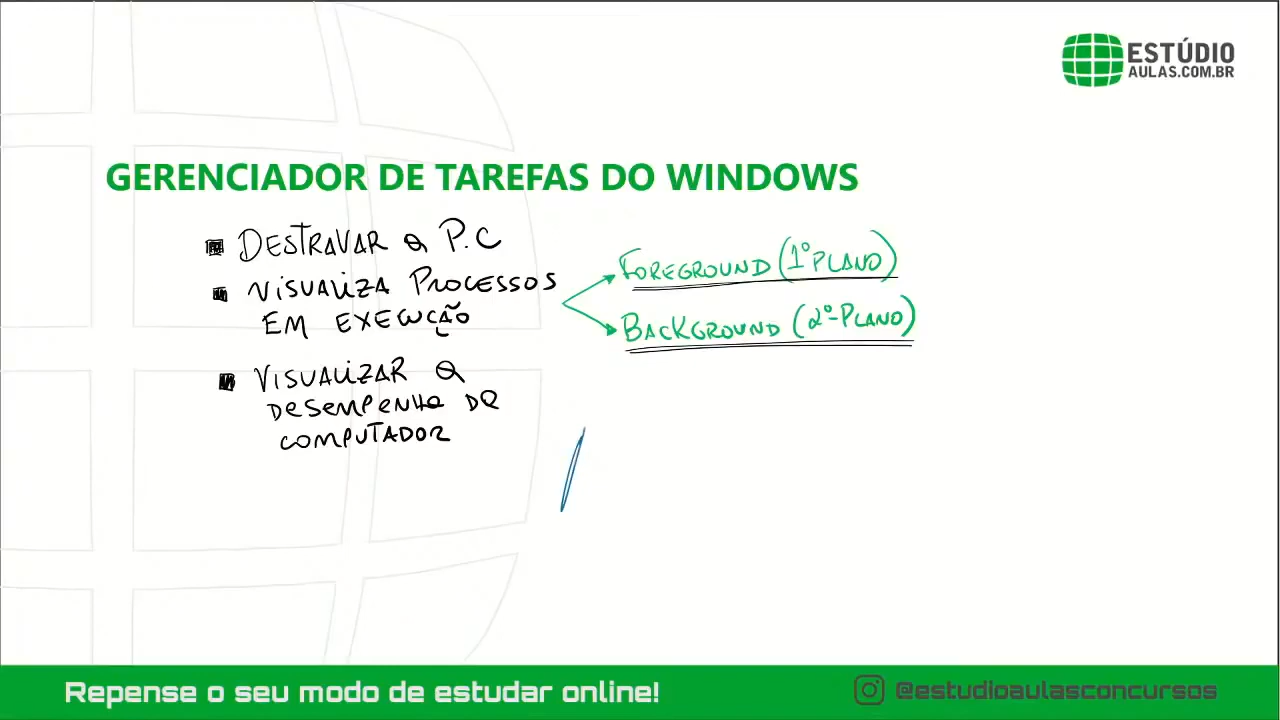 ESTÚDIO
AULAS.COM.BR
GERENCIADOR DE TAREFAS DO WINDOWS
DESTRAVAR O P.C
VISUALIZA PROCESSOS
EM EXECUÇÃO
FOREGROUND (1º PLANO)
BACKGROUND (2º-PLANO)
VISUALIZAR O
DESEMPENHO DO
COMPUTADOR
Repense o seu modo de estudar online!
@estudioaulasconcursos